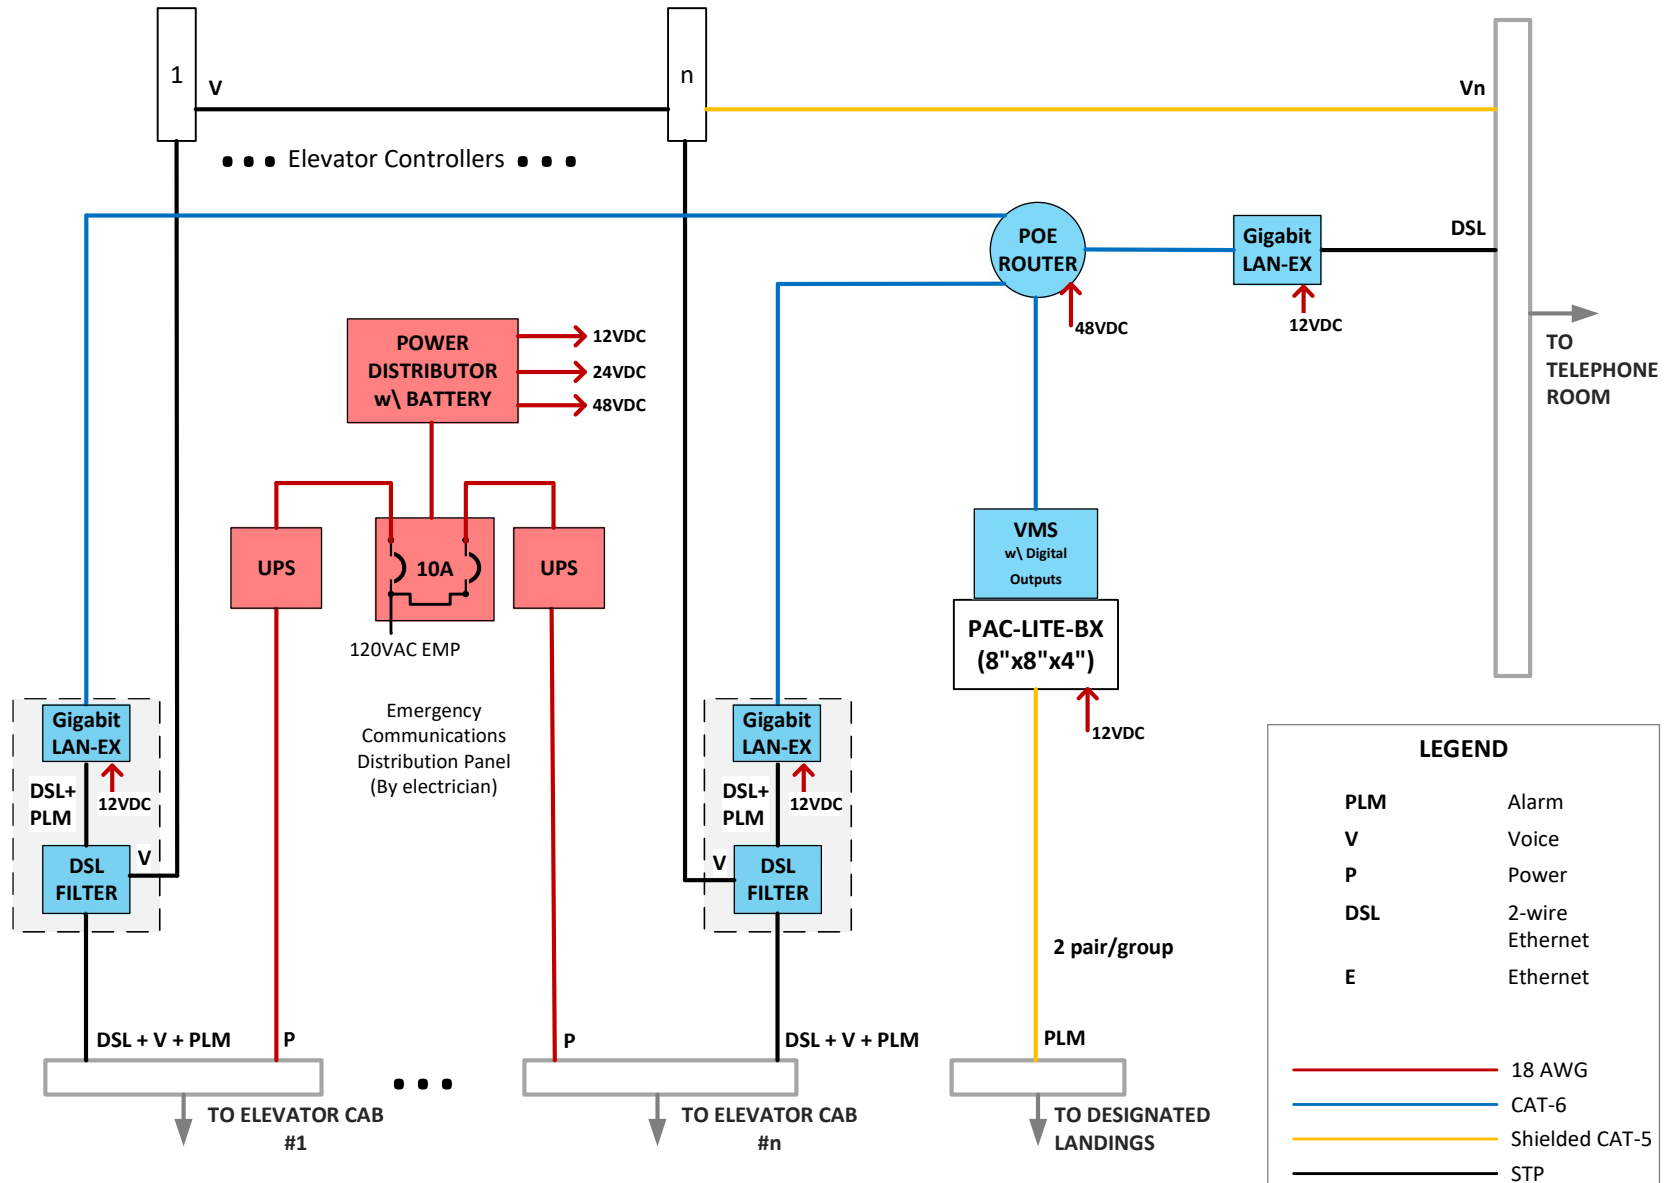 1
V
n
Vn
• • • Elevator Controllers • • •
POE
ROUTER
48VDC
Gigabit
LAN-EX
12VDC
DSL
TO
TELEPHONE
ROOM
POWER
DISTRIBUTOR
w\ BATTERY
12VDC
24VDC
48VDC
UPS
10A
UPS
120VAC EMP
Emergency
Communications
Distribution Panel
(By electrician)
VMS
w\ Digital
Outputs
PAC-LITE-BX
(8"x8"x4")
12VDC
Gigabit
LAN-EX
DSL+
PLM
12VDC
DSL
FILTER
V
Gigabit
LAN-EX
DSL+
PLM
12VDC
V
DSL
FILTER
2 pair/group
DSL + V + PLM
P
P
DSL + V + PLM
PLM
• • •
TO ELEVATOR CAB
#1
TO ELEVATOR CAB
#n
TO DESIGNATED
LANDINGS
LEGEND
PLM Alarm
V Voice
P Power
DSL 2-wire
Ethernet
E Ethernet
18 AWG
CAT-6
Shielded CAT-5
STP